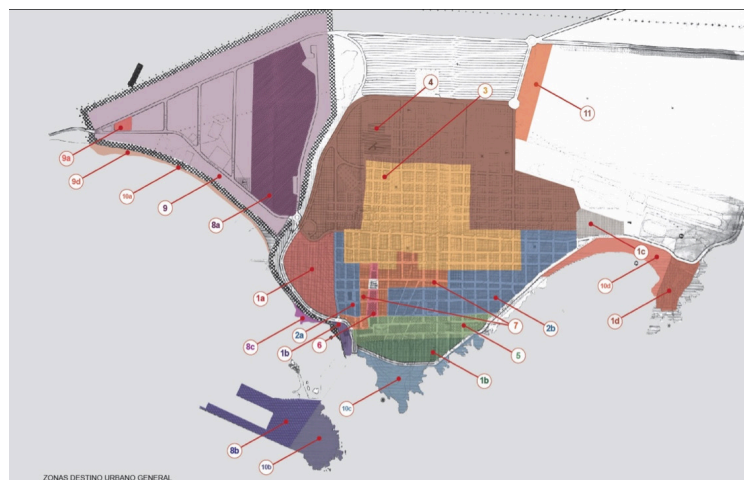 4
3
11
9a
9d
10a
9
8a
1c
10d
1a
1d
8c
2a
7
2b
1b
6
5
1b
10c
8b
10b
ZONAS DESTINO URBANO GENERAL